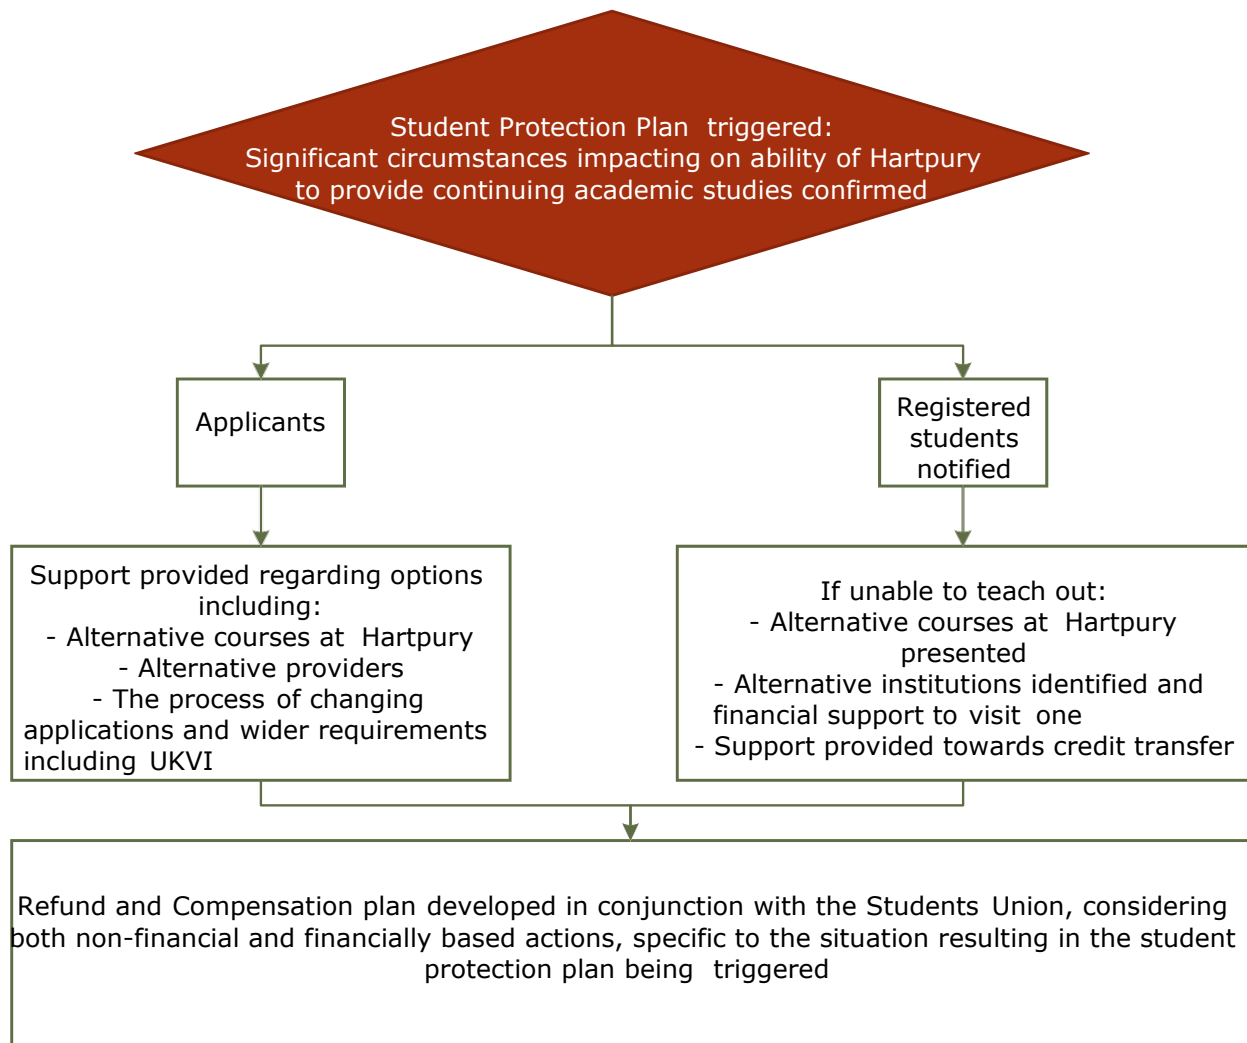 Student Protection Plan triggered:
Significant circumstances impacting on ability of Hartpury
to provide continuing academic studies confirmed
Applicants
Registered
students
notified
Support provided regarding options
including:
- Alternative courses at Hartpury
- Alternative providers
- The process of changing
applications and wider requirements
including UKVI
If unable to teach out:
- Alternative courses at Hartpury
presented
- Alternative institutions identified and
financial support to visit one
- Support provided towards credit transfer
Refund and Compensation plan developed in conjunction with the Students Union, considering
both non-financial and financially based actions, specific to the situation resulting in the student
protection plan being triggered